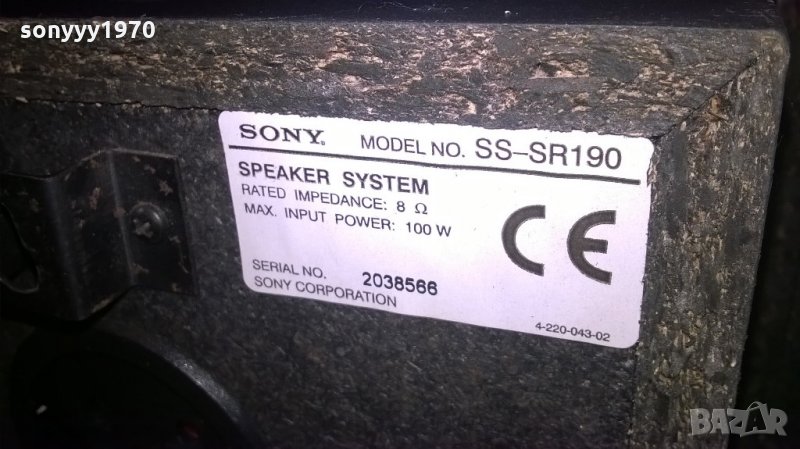 sonyyy1970
SONY. MODEL NO. SS-SR190
SPEAKER SYSTEM
RATED IMPEDANCE: 8 Ω
MAX. INPUT POWER: 100 W
CE
SERIAL NO. 2038566
SONY CORPORATION
4-220-043-02
BAZAR